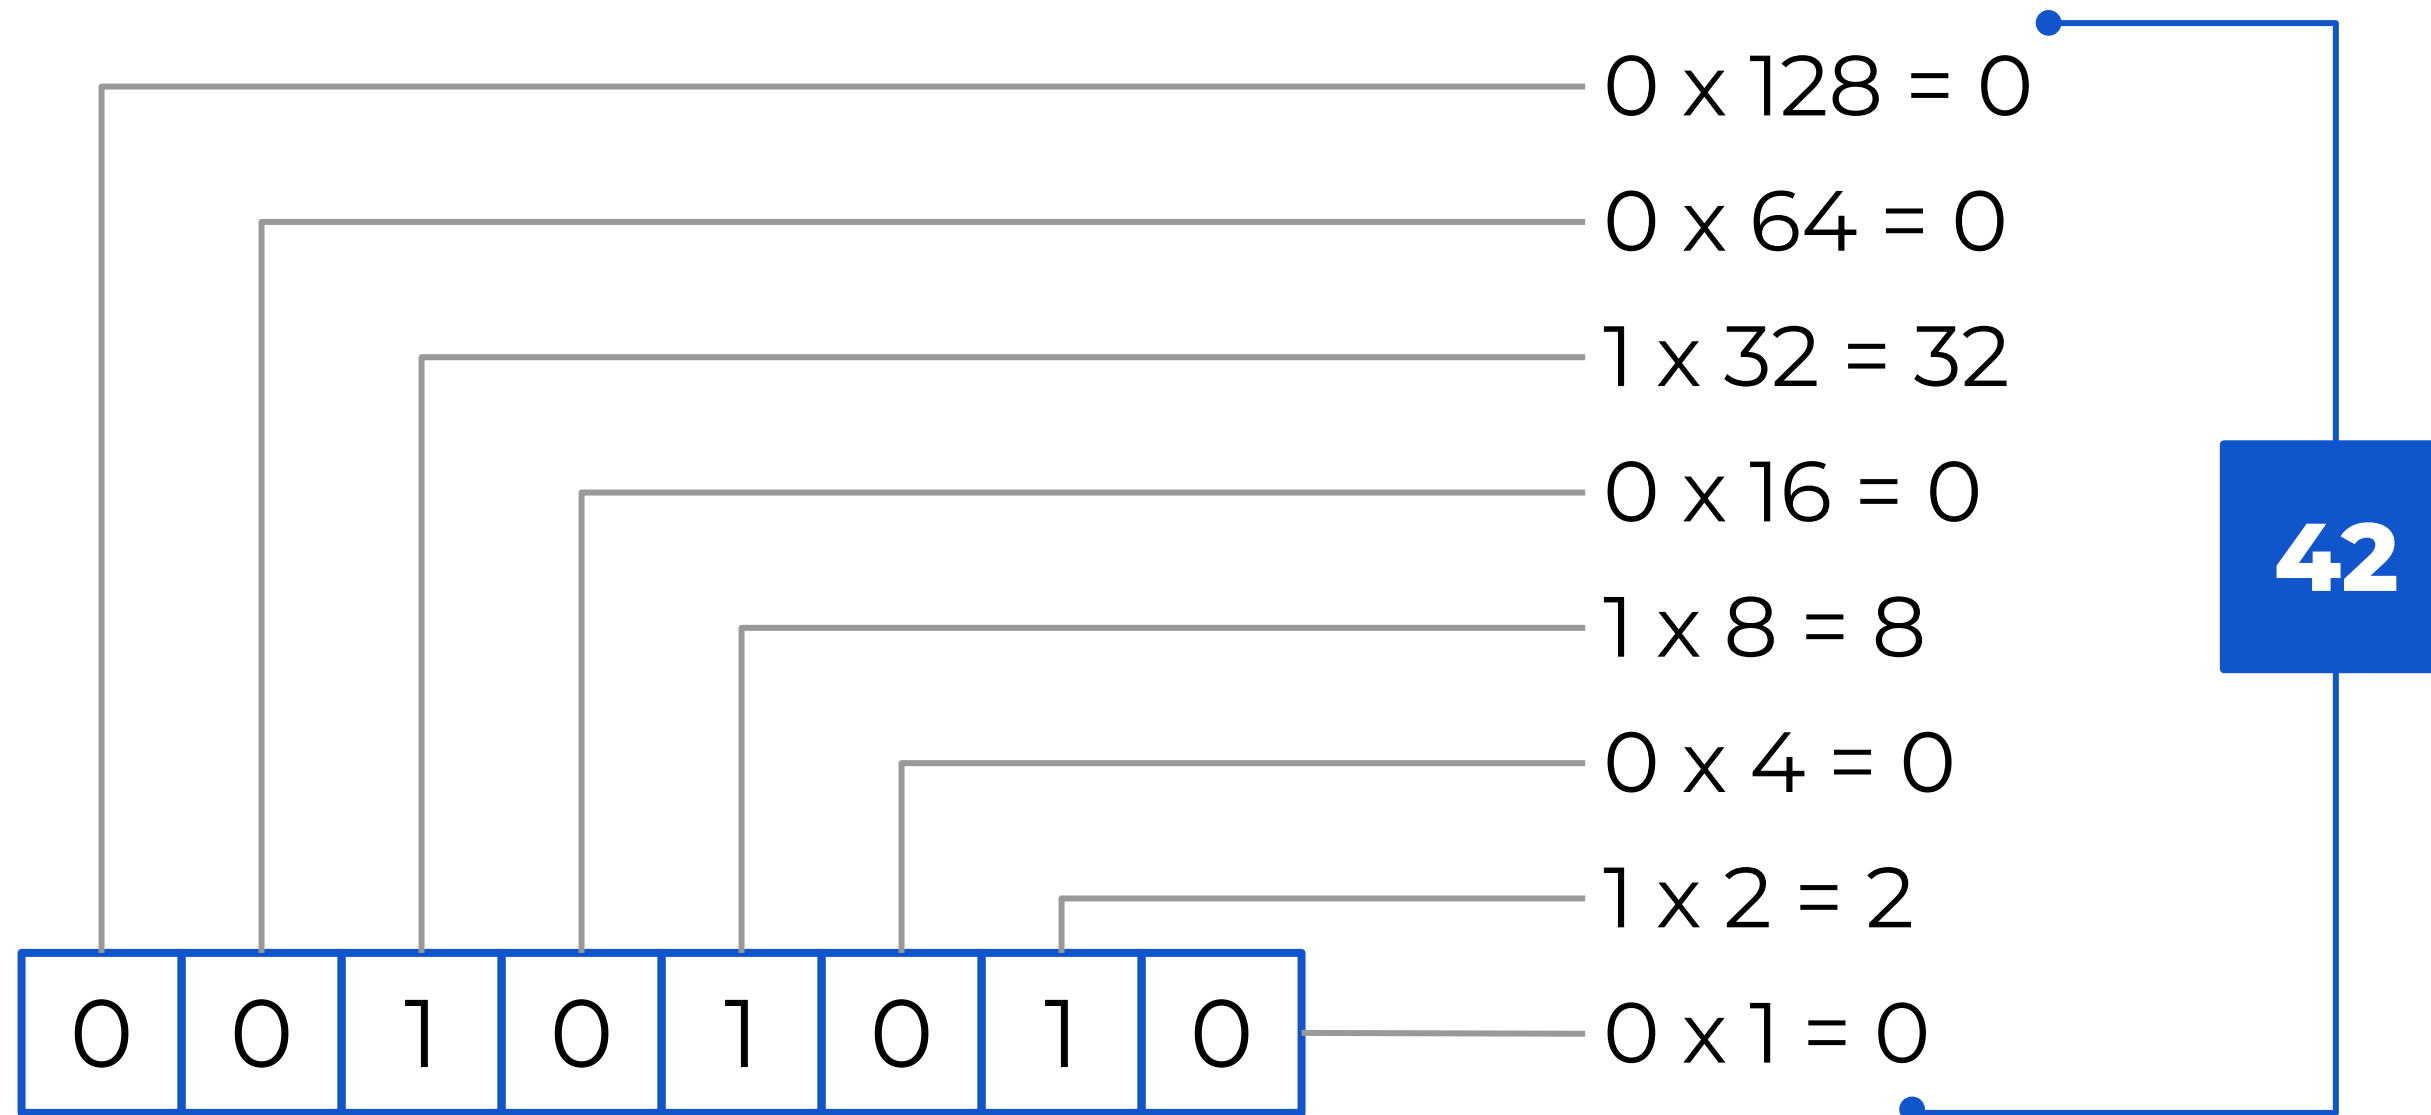 0 x 128 = 0
0 x 64 = 0
1 x 32 = 32
0 x 16 = 0
42
1 x 8 = 8
0 x 4 = 0
1 x 2 = 2
0 0 1 0 1 0 1 0
0 x 1 = 0